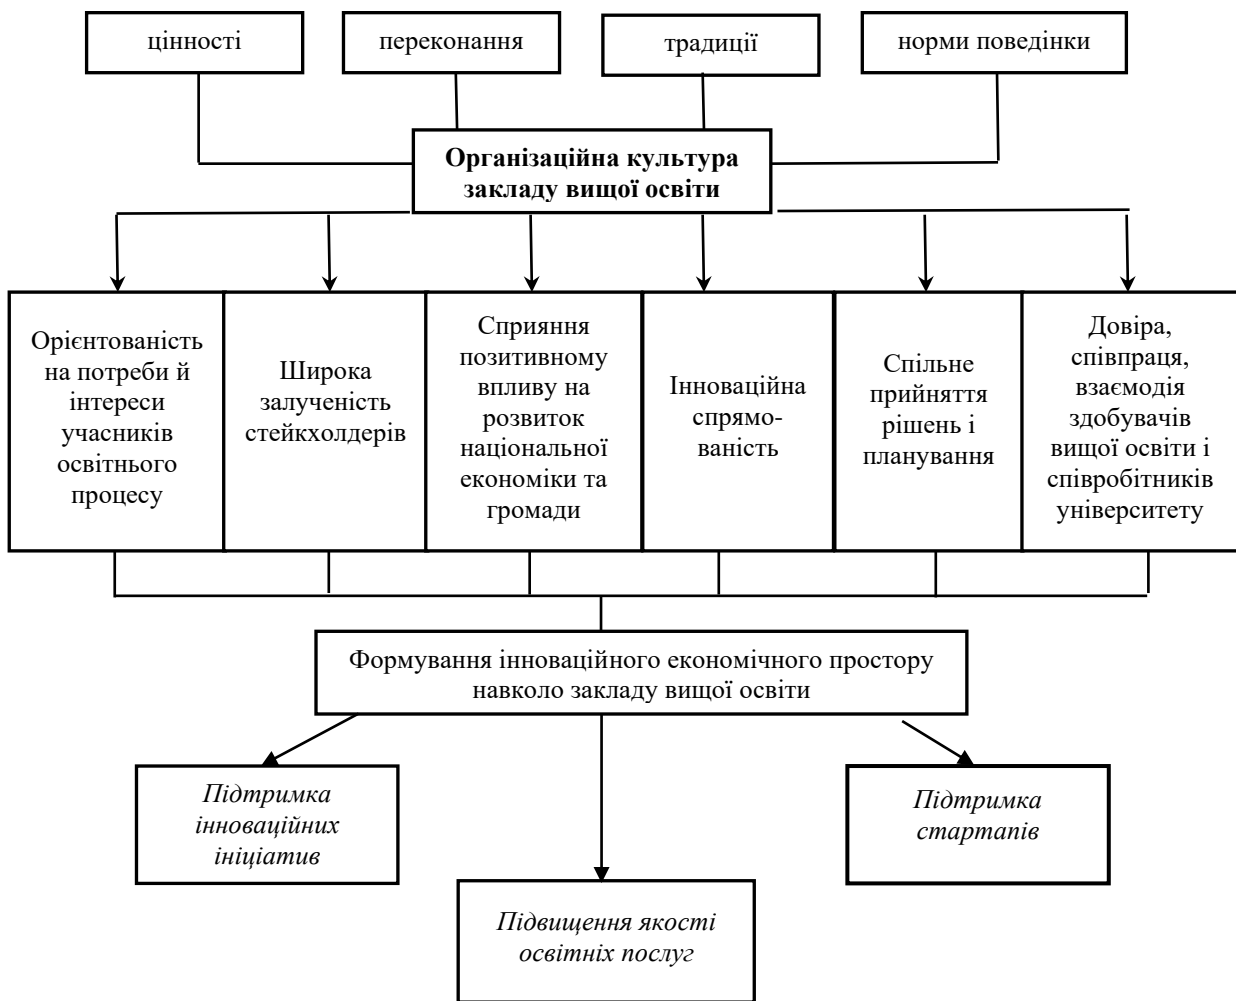 цінності
переконання
традиції
норми поведінки
Організаційна культура
закладу вищої освіти
Орієнтованість
на потреби й
інтереси
учасників
освітнього
процесу
Широка
залученість
стейкхолдерів
Сприяння
позитивному
впливу на
розвиток
національної
економіки та
громади
Інноваційна
спрямо-
ваність
Спільне
прийняття
рішень і
планування
Довіра,
співпраця,
взаємодія
здобувачів
вищої освіти і
співробітників
університету
Формування інноваційного економічного простору
навколо закладу вищої освіти
Підтримка
інноваційних
ініціатив
Підвищення якості
освітніх послуг
Підтримка
стартапів